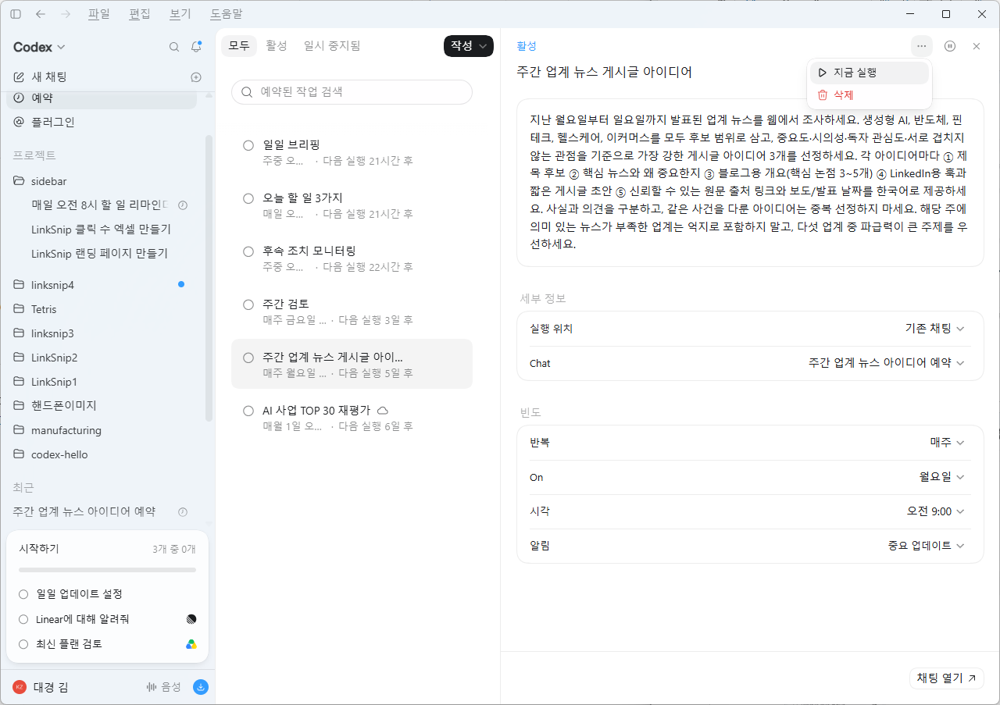 파일 편집 보기 도움말
Codex
새 채팅
예약
플러그인
프로젝트
sidebar
매일 오전 8시 할 일 리마인
LinkSnip 클릭 수 엑셀 만들기
LinkSnip 랜딩 페이지 만들기
linksnip4
Tetris
linksnip3
LinkSnip2
LinkSnip1
핸드폰이미지
manufacturing
codex-hello
최근
주간 업계 뉴스 아이디어 예약
시작하기 3개 중 0개
일일 업데이트 설정
Linear에 대해 알려줘
최신 플랜 검토
KZ 대경 김 음성
모두 활성 일시 중지됨 작성
예약된 작업 검색
일일 브리핑
주중 오... · 다음 실행 21시간 후
오늘 할 일 3가지
매일 오... · 다음 실행 21시간 후
후속 조치 모니터링
주중 오... · 다음 실행 22시간 후
주간 검토
매주 금요일 ... · 다음 실행 3일 후
주간 업계 뉴스 게시글 아이...
매주 월요일 ... · 다음 실행 5일 후
AI 사업 TOP 30 재평가
매월 1일 오... · 다음 실행 6일 후
활성
주간 업계 뉴스 게시글 아이디어
지금 실행
삭제
지난 월요일부터 일요일까지 발표된 업계 뉴스를 웹에서 조사하세요. 생성형 AI, 반도체, 핀
테크, 헬스케어, 이커머스를 모두 후보 범위로 삼고, 중요도·시의성·독자 관심도·서로 겹치지
않는 관점을 기준으로 가장 강한 게시글 아이디어 3개를 선정하세요. 각 아이디어마다 ① 제
목 후보 ② 핵심 뉴스와 왜 중요한지 ③ 블로그용 개요(핵심 논점 3~5개) ④ LinkedIn용 훅과
짧은 게시글 초안 ⑤ 신뢰할 수 있는 원문 출처 링크와 보도/발표 날짜를 한국어로 제공하세
요. 사실과 의견을 구분하고, 같은 사건을 다룬 아이디어는 중복 선정하지 마세요. 해당 주에
의미 있는 뉴스가 부족한 업계는 억지로 포함하지 말고, 다섯 업계 중 파급력이 큰 주제를 우
선하세요.
세부 정보
실행 위치 기존 채팅
Chat 주간 업계 뉴스 아이디어 예약
빈도
반복 매주
On 월요일
시각 오전 9:00
알림 중요 업데이트
채팅 열기